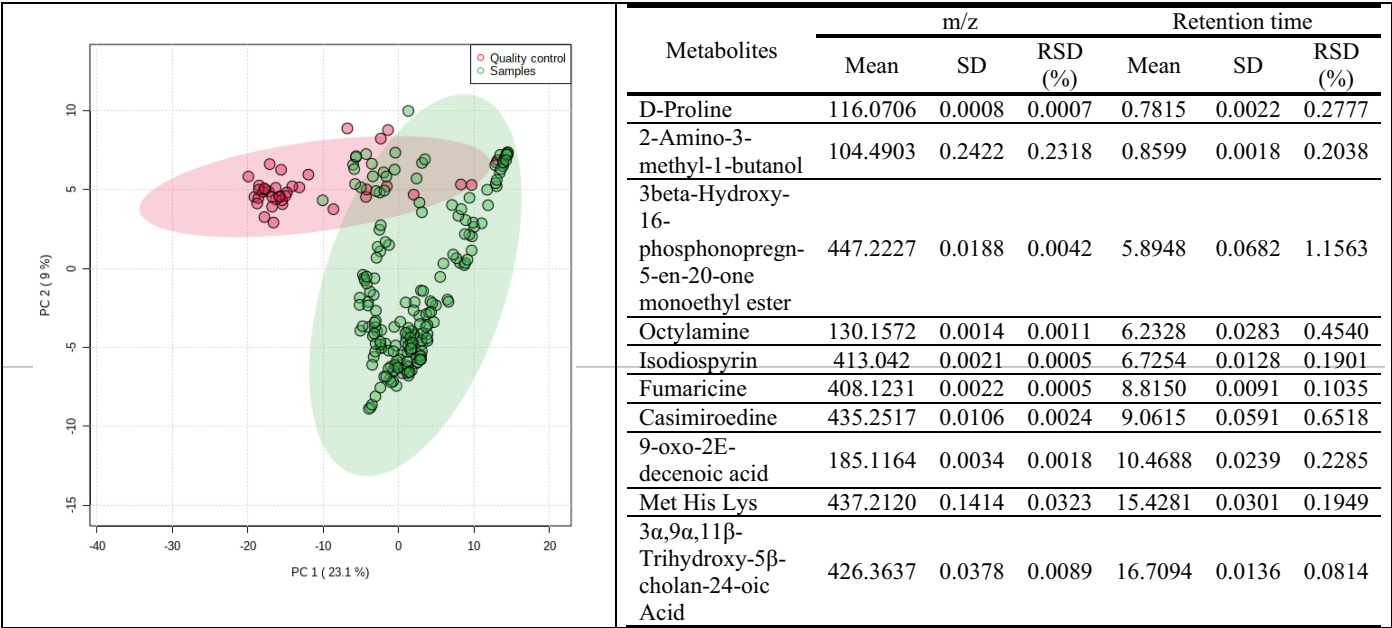 Quality control
Samples
10
5
0
-5
-10
-15
PC 2 ( 9 %)
-40 -30 -20 -10 0 10 20
PC 1 ( 23.1 %)
Metabolites m/z Retention time
Mean SD RSD (%) Mean SD RSD (%)
D-Proline 116.0706 0.0008 0.0007 0.7815 0.0022 0.2777
2-Amino-3-
methyl-1-butanol 104.4903 0.2422 0.2318 0.8599 0.0018 0.2038
3beta-Hydroxy-
16-
phosphonopregn- 447.2227 0.0188 0.0042 5.8948 0.0682 1.1563
5-en-20-one
monoethyl ester
Octylamine 130.1572 0.0014 0.0011 6.2328 0.0283 0.4540
Isodiospyrin 413.042 0.0021 0.0005 6.7254 0.0128 0.1901
Fumaricine 408.1231 0.0022 0.0005 8.8150 0.0091 0.1035
Casimiroedine 435.2517 0.0106 0.0024 9.0615 0.0591 0.6518
9-oxo-2E-
decenoic acid 185.1164 0.0034 0.0018 10.4688 0.0239 0.2285
Met His Lys 437.2120 0.1414 0.0323 15.4281 0.0301 0.1949
3α,9α,11β-
Trihydroxy-5β-
cholan-24-oic 426.3637 0.0378 0.0089 16.7094 0.0136 0.0814
Acid